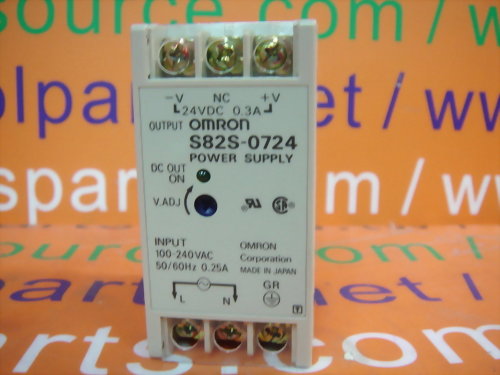 -V NC +V
24VDC 0.3A
OUTPUT OMRON
S82S-0724
POWER SUPPLY
DC OUT
ON
V.ADJ
INPUT
100-240VAC
50/60Hz 0.25A
OMRON
Corporation
MADE IN JAPAN
L N GR